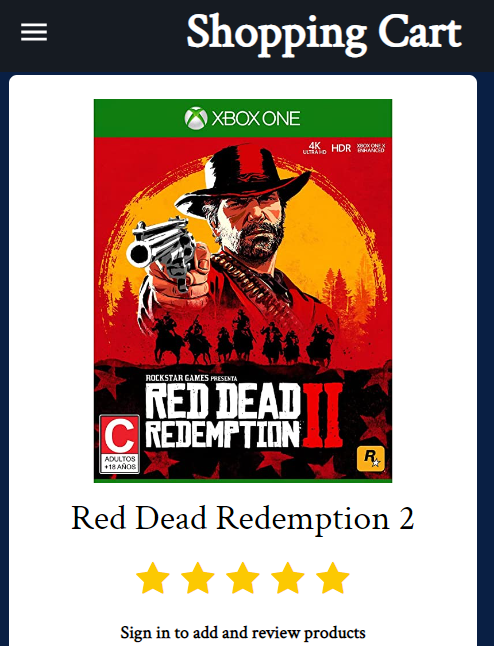 Shopping Cart
XBOX ONE
4K
ULTRA HD
HDR
XBOX ONE X
ENHANCED
ROCKSTAR GAMES PRESENTA
RED DEAD
REDEMPTION
II
C
ADULTOS
+18 AÑOS
R
Red Dead Redemption 2
Sign in to add and review products